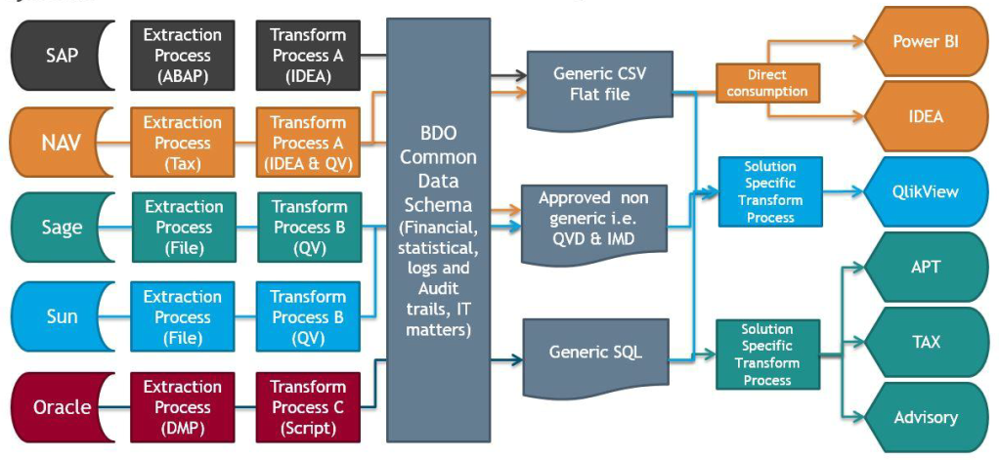 SAP
Extraction
Process
(ABAP)
Transform
Process A
(IDEA)
NAV
Extraction
Process
(Tax)
Transform
Process A
(IDEA & QV)
Sage
Extraction
Process
(File)
Transform
Process B
(QV)
Sun
Extraction
Process
(File)
Transform
Process B
(QV)
Oracle
Extraction
Process
(DMP)
Transform
Process C
(Script)
BDO
Common
Data
Schema
(Financial,
statistical,
logs and
Audit
trails, IT
matters)
Generic CSV
Flat file
Approved non
generic i.e.
QVD & IMD
Generic SQL
Direct
consumption
Solution
Specific
Transform
Process
Solution
Specific
Transform
Process
Power BI
IDEA
QlikView
APT
TAX
Advisory